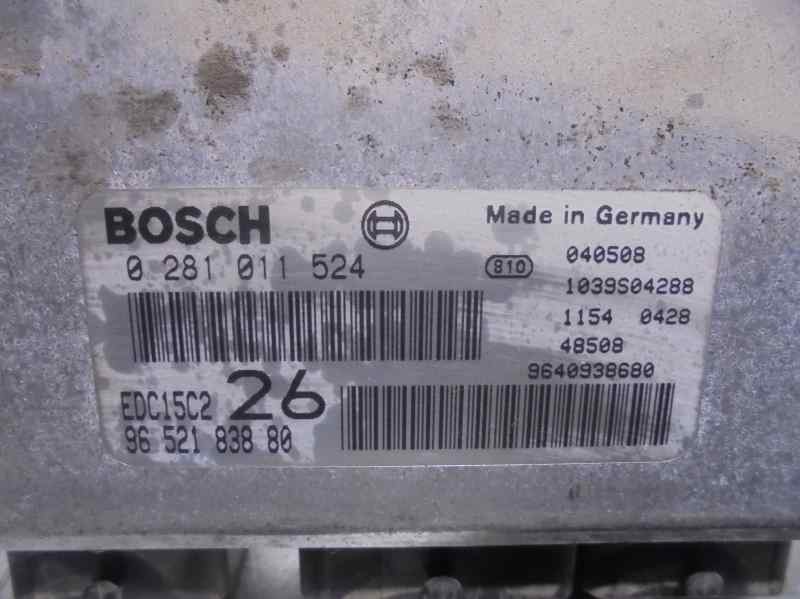 BOSCH
Made in Germany
0 281 011 524
810
040508
1039S04288
1154 0428
48508
9640938680
EDC15C2 26
96 521 838 80